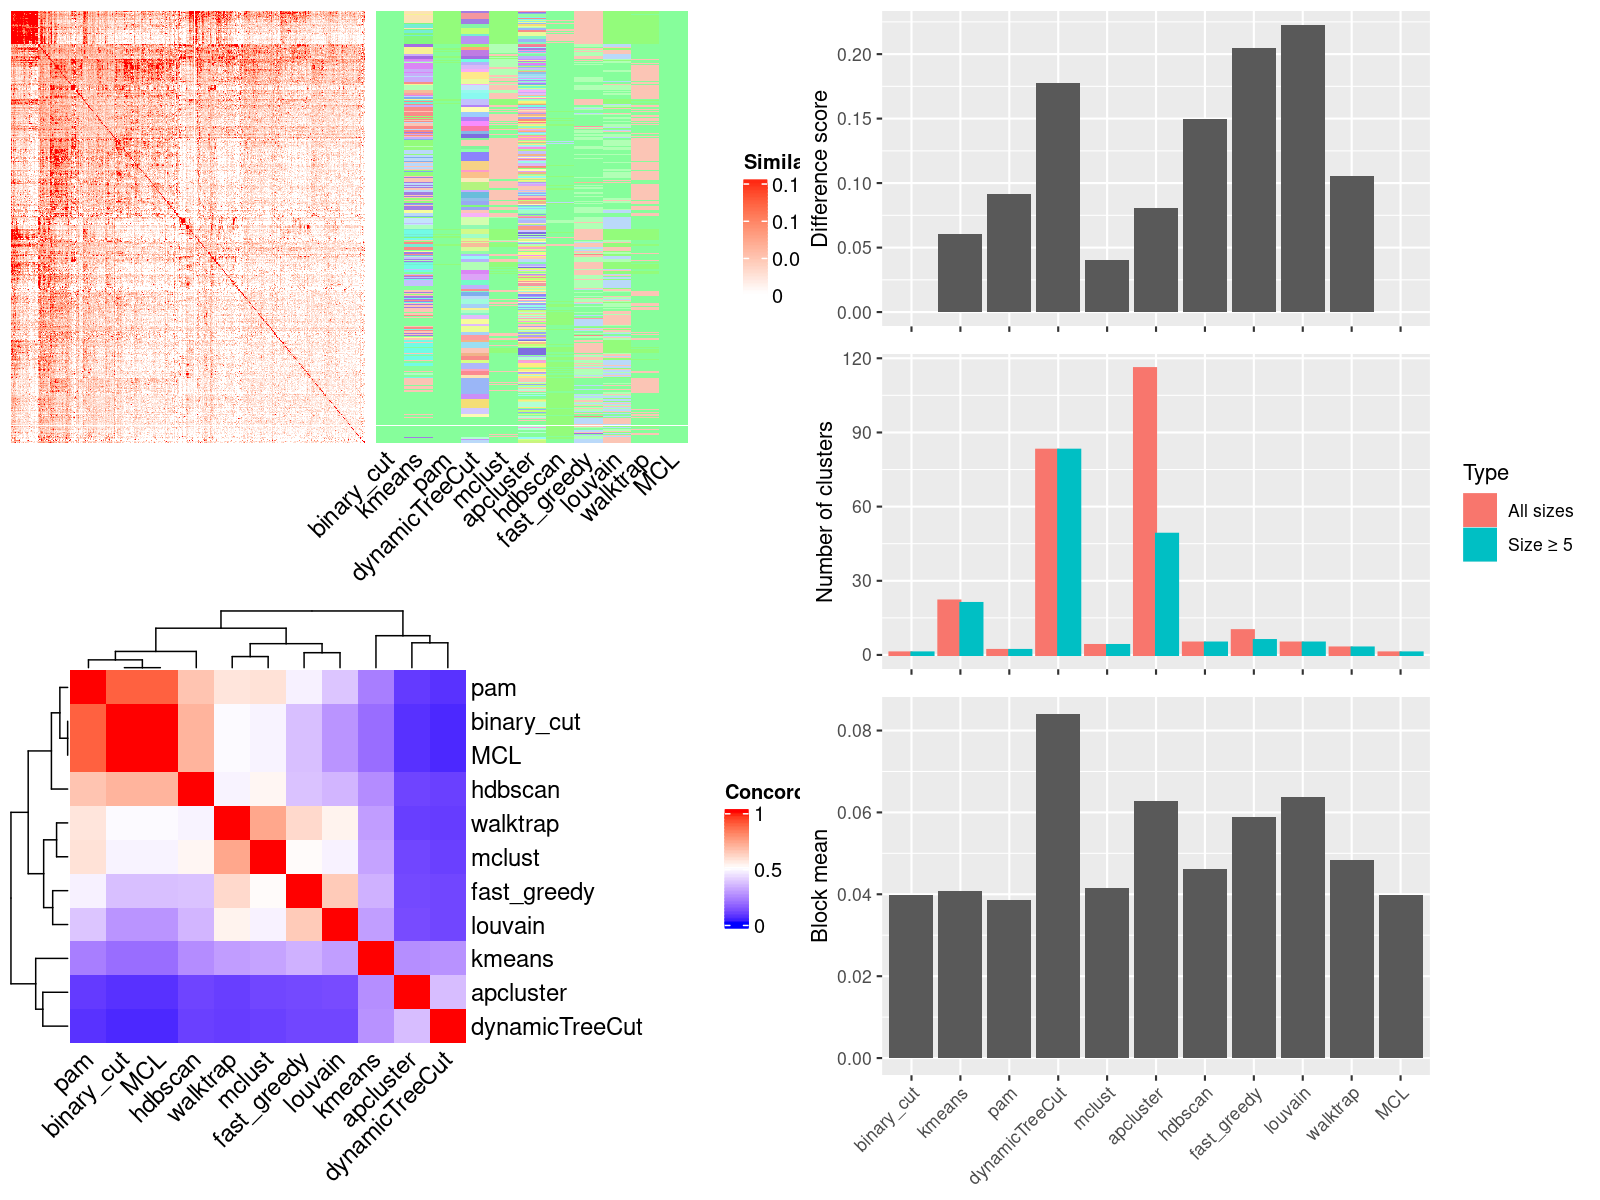 Simila
0.1
0.1
0.0
0
binary_cut
kmeans
pam
dynamicTreeCut
mclust
apcluster
hdbscan
fast_greedy
louvain
walktrap
MCL
Difference score
0.20
0.15
0.10
0.05
0.00
Number of clusters
120
90
60
30
0
Type
All sizes
Size ≥ 5
pam
binary_cut
MCL
hdbscan
walktrap
mclust
fast_greedy
louvain
kmeans
apcluster
dynamicTreeCut
pam
binary_cut
MCL
hdbscan
walktrap
mclust
fast_greedy
louvain
kmeans
apcluster
dynamicTreeCut
Concord
1
0.5
0
Block mean
0.08
0.06
0.04
0.02
0.00
binary_cut
kmeans
pam
dynamicTreeCut
mclust
apcluster
hdbscan
fast_greedy
louvain
walktrap
MCL